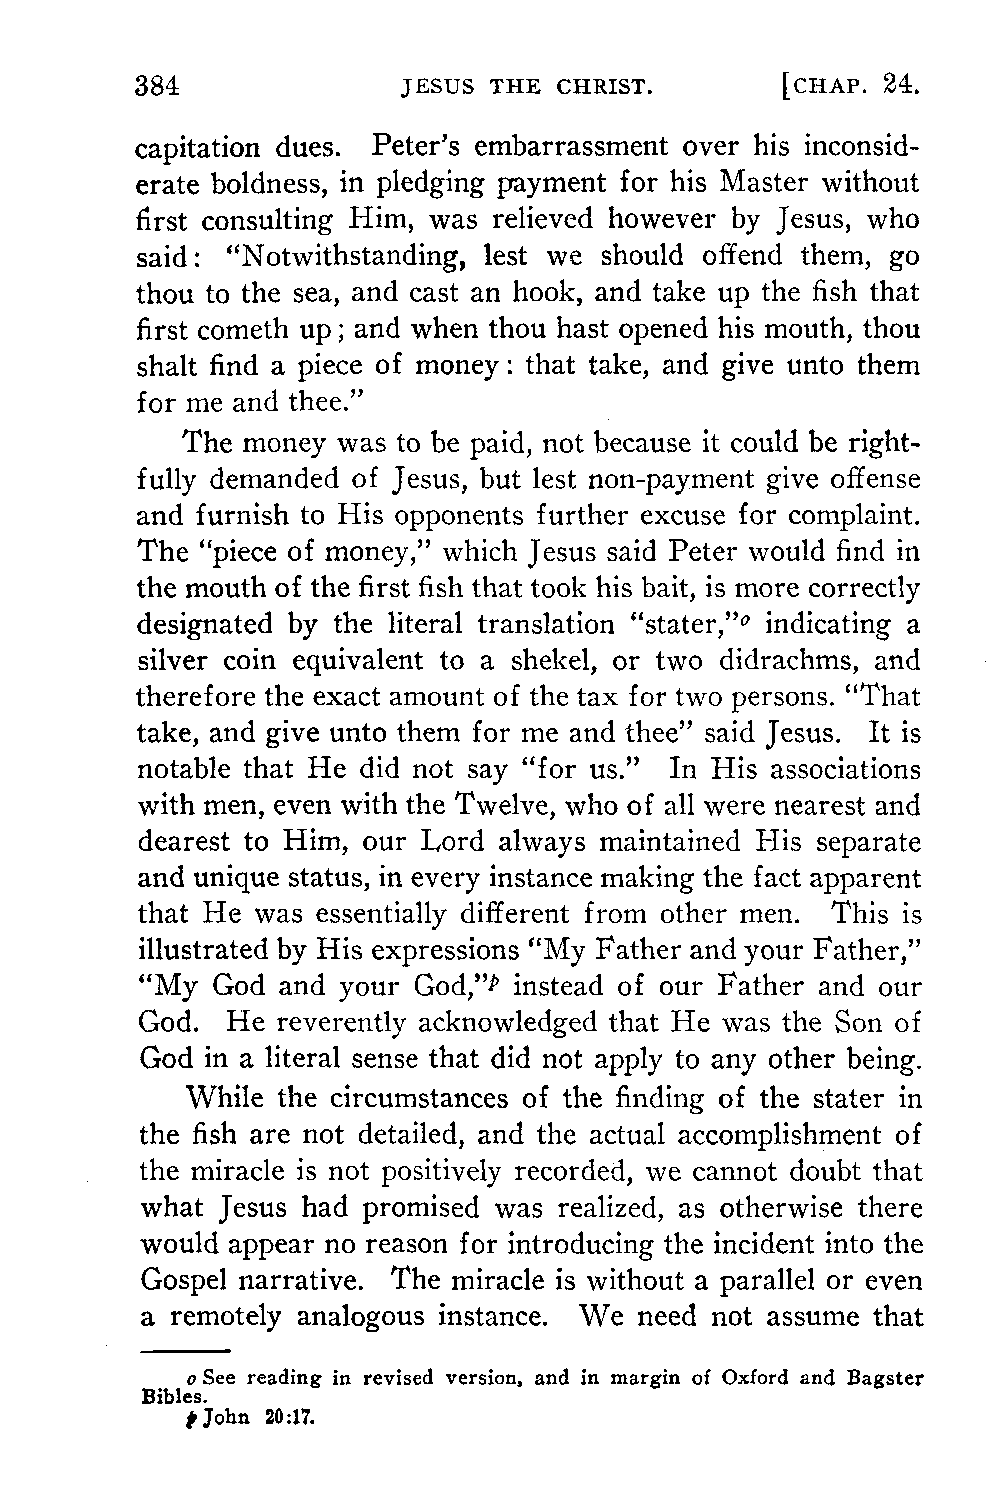 384 JESUS THE CHRIST. [CHAP. 24.
capitation dues. Peter's embarrassment over his inconsid-
erate boldness, in pledging payment for his Master without
first consulting Him, was relieved however by Jesus, who
said: "Notwithstanding, lest we should offend them, go
thou to the sea, and cast an hook, and take up the fish that
first cometh up; and when thou hast opened his mouth, thou
shalt find a piece of money: that take, and give unto them
for me and thee."
The money was to be paid, not because it could be right-
fully demanded of Jesus, but lest non-payment give offense
and furnish to His opponents further excuse for complaint.
The "piece of money," which Jesus said Peter would find in
the mouth of the first fish that took his bait, is more correctly
designated by the literal translation "stater,"o indicating a
silver coin equivalent to a shekel, or two didrachms, and
therefore the exact amount of the tax for two persons. "That
take, and give unto them for me and thee" said Jesus. It is
notable that He did not say "for us." In His associations
with men, even with the Twelve, who of all were nearest and
dearest to Him, our Lord always maintained His separate
and unique status, in every instance making the fact apparent
that He was essentially different from other men. This is
illustrated by His expressions "My Father and your Father,"
"My God and your God,"p instead of our Father and our
God. He reverently acknowledged that He was the Son of
God in a literal sense that did not apply to any other being.
While the circumstances of the finding of the stater in
the fish are not detailed, and the actual accomplishment of
the miracle is not positively recorded, we cannot doubt that
what Jesus had promised was realized, as otherwise there
would appear no reason for introducing the incident into the
Gospel narrative. The miracle is without a parallel or even
a remotely analogous instance. We need not assume that
o See reading in revised version, and in margin of Oxford and Bagster
Bibles.
p John 20:17.